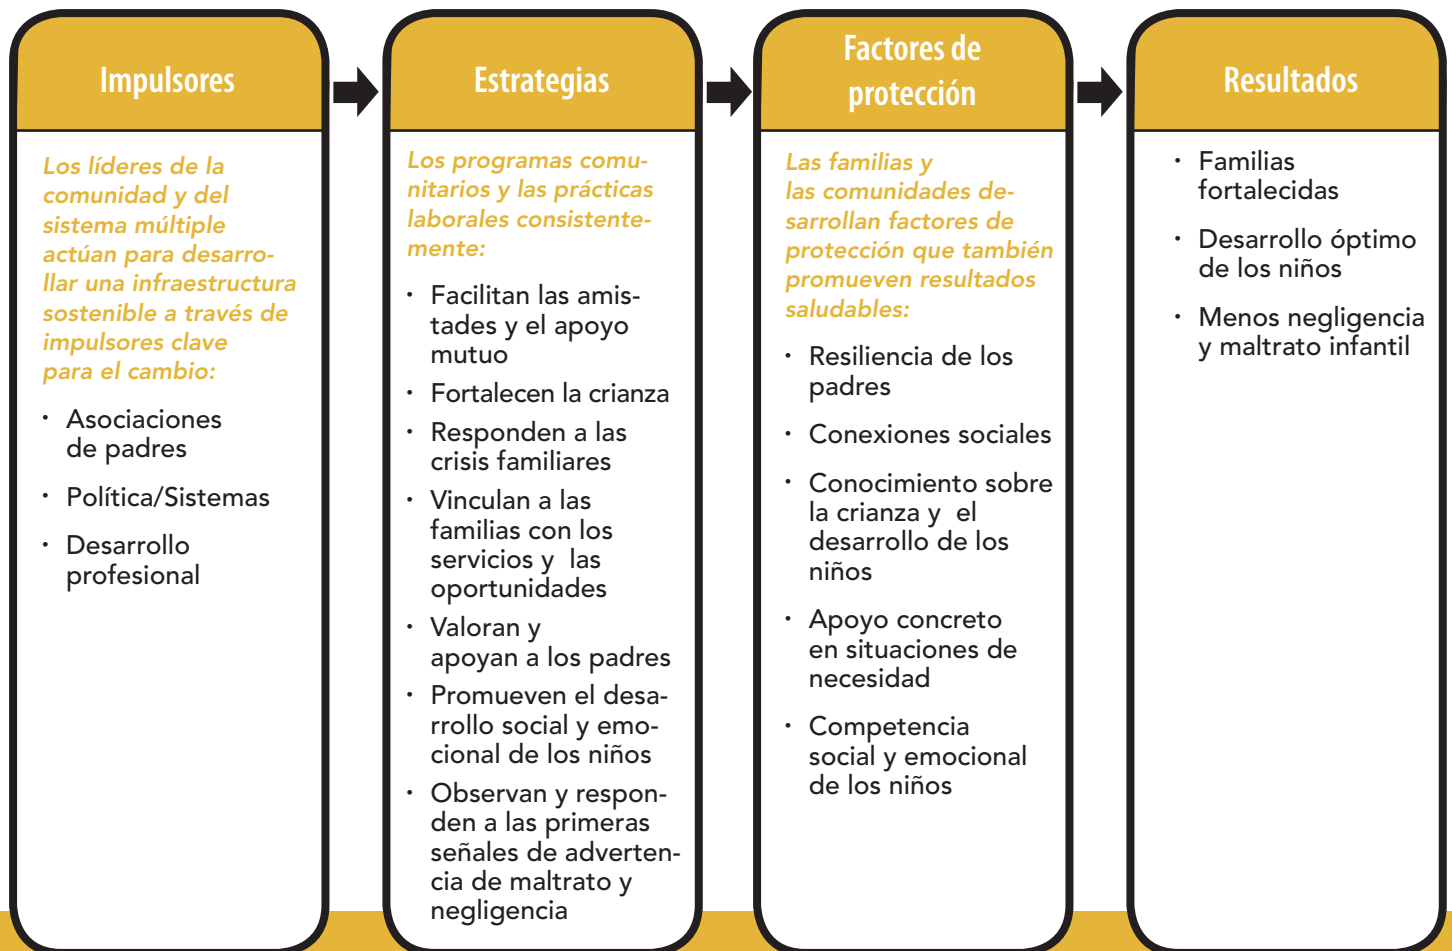 Impulsores
Los líderes de la
comunidad y del
sistema múltiple
actúan para desarro-
llar una infraestructura
sostenible a través de
impulsores clave
para el cambio:
· Asociaciones
de padres
· Política/Sistemas
· Desarrollo
profesional
Estrategias
Los programas comu-
nitarios y las prácticas
laborales consistente-
mente:
· Facilitan las amis-
tades y el apoyo
mutuo
· Fortalecen la crianza
· Responden a las
crisis familiares
· Vinculan a las
familias con los
servicios y las
oportunidades
· Valoran y
apoyan a los padres
· Promueven el desa-
rrollo social y emo-
cional de los niños
· Observan y respon-
den a las primeras
señales de adverten-
cia de maltrato y
negligencia
Factores de
protección
Las familias y
las comunidades de-
sarrollan factores de
protección que también
promueven resultados
saludables:
· Resiliencia de los
padres
· Conexiones sociales
· Conocimiento sobre
la crianza y el
desarrollo de los
niños
· Apoyo concreto
en situaciones de
necesidad
· Competencia
social y emocional
de los niños
Resultados
· Familias
fortalecidas
· Desarrollo óptimo
de los niños
· Menos negligencia
y maltrato infantil